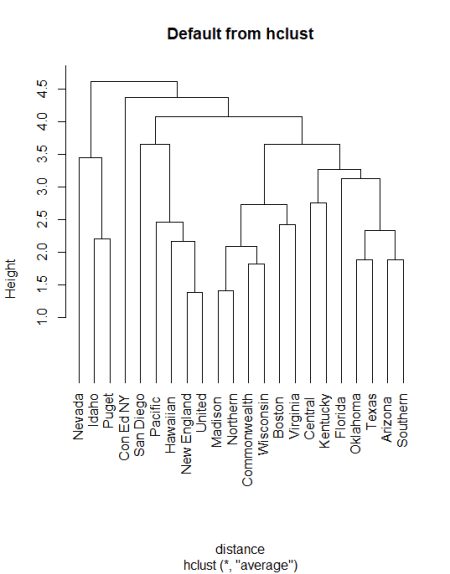 Default from hclust
Height
4.5
4.0
3.5
3.0
2.5
2.0
1.5
1.0
Nevada
Idaho
Puget
Con Ed NY
San Diego
Pacific
Hawaiian
New England
United
Madison
Northern
Commonwealth
Wisconsin
Boston
Virginia
Central
Kentucky
Florida
Oklahoma
Texas
Arizona
Southern
distance
hclust (*, "average")